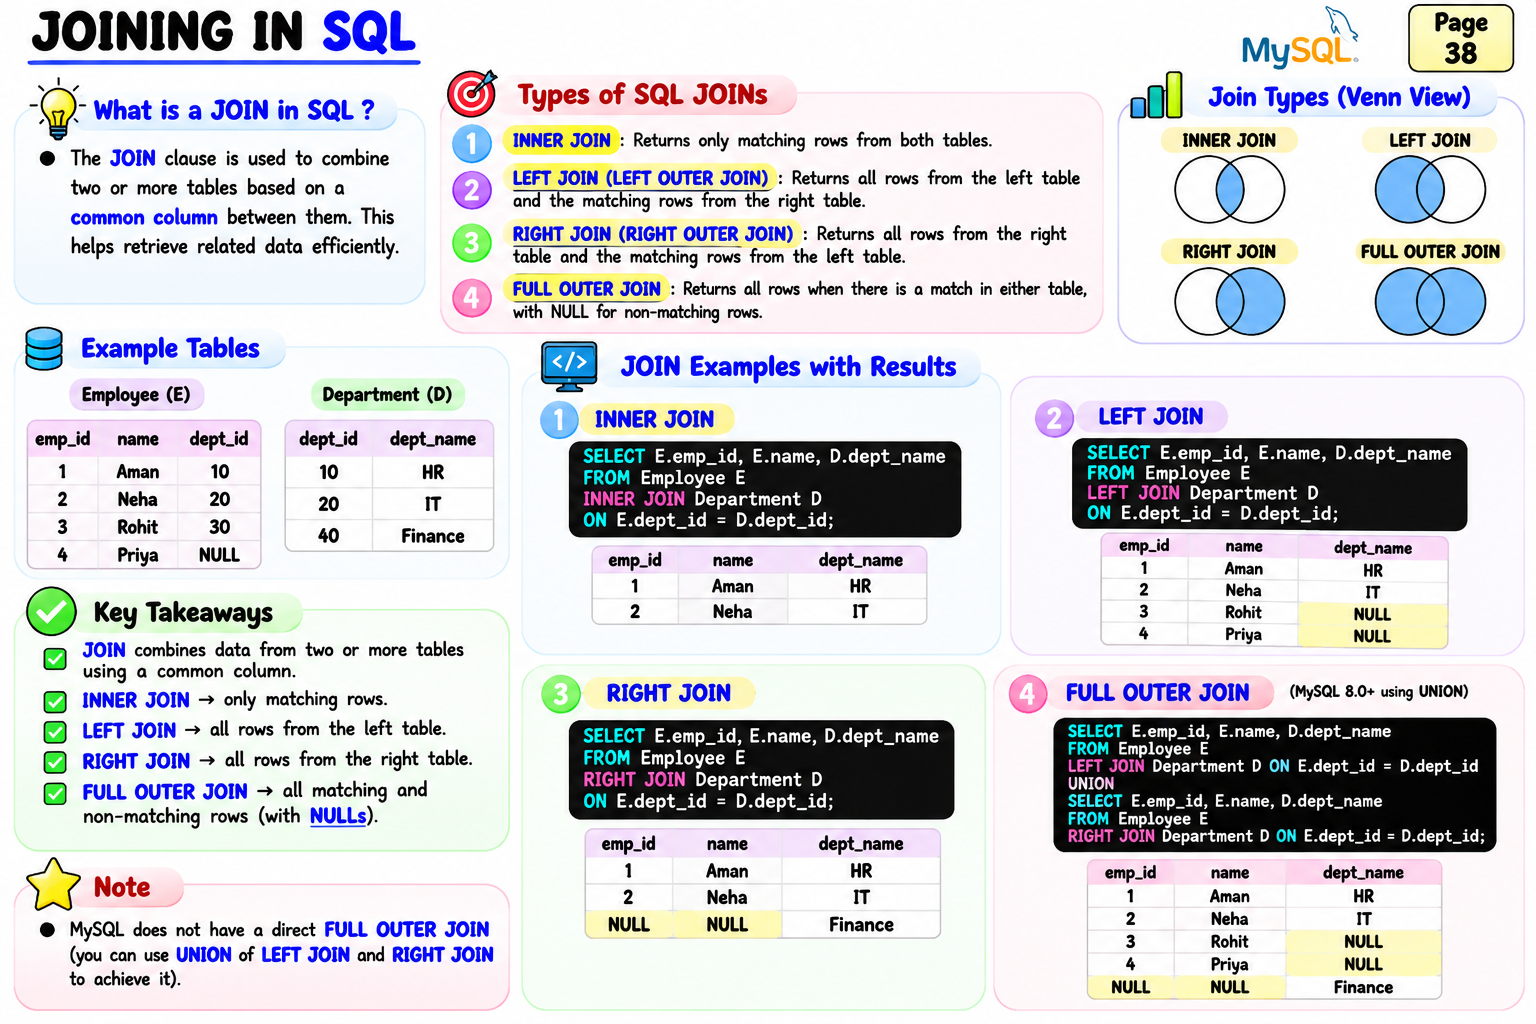 JOINING IN SQL
MySQL
Page
38
What is a JOIN in SQL ?
The JOIN clause is used to combine
two or more tables based on a
common column between them. This
helps retrieve related data efficiently.
Types of SQL JOINs
1 INNER JOIN : Returns only matching rows from both tables.
2 LEFT JOIN (LEFT OUTER JOIN) : Returns all rows from the left table
and the matching rows from the right table.
3 RIGHT JOIN (RIGHT OUTER JOIN) : Returns all rows from the right
table and the matching rows from the left table.
4 FULL OUTER JOIN : Returns all rows when there is a match in either table,
with NULL for non-matching rows.
Join Types (Venn View)
INNER JOIN LEFT JOIN
RIGHT JOIN FULL OUTER JOIN
Example Tables
Employee (E)
emp_id name dept_id
1 Aman 10
2 Neha 20
3 Rohit 30
4 Priya NULL
Department (D)
dept_id dept_name
10 HR
20 IT
40 Finance
Key Takeaways
JOIN combines data from two or more tables
using a common column.
INNER JOIN → only matching rows.
LEFT JOIN → all rows from the left table.
RIGHT JOIN → all rows from the right table.
FULL OUTER JOIN → all matching and
non-matching rows (with NULLs).
Note
MySQL does not have a direct FULL OUTER JOIN
(you can use UNION of LEFT JOIN and RIGHT JOIN
to achieve it).
</> JOIN Examples with Results
1 INNER JOIN
SELECT E.emp_id, E.name, D.dept_name
FROM Employee E
INNER JOIN Department D
ON E.dept_id = D.dept_id;
emp_id name dept_name
1 Aman HR
2 Neha IT
2 LEFT JOIN
SELECT E.emp_id, E.name, D.dept_name
FROM Employee E
LEFT JOIN Department D
ON E.dept_id = D.dept_id;
emp_id name dept_name
1 Aman HR
2 Neha IT
3 Rohit NULL
4 Priya NULL
3 RIGHT JOIN
SELECT E.emp_id, E.name, D.dept_name
FROM Employee E
RIGHT JOIN Department D
ON E.dept_id = D.dept_id;
emp_id name dept_name
1 Aman HR
2 Neha IT
NULL NULL Finance
4 FULL OUTER JOIN (MySQL 8.0+ using UNION)
SELECT E.emp_id, E.name, D.dept_name
FROM Employee E
LEFT JOIN Department D ON E.dept_id = D.dept_id
UNION
SELECT E.emp_id, E.name, D.dept_name
FROM Employee E
RIGHT JOIN Department D ON E.dept_id = D.dept_id;
emp_id name dept_name
1 Aman HR
2 Neha IT
3 Rohit NULL
4 Priya NULL
NULL NULL Finance